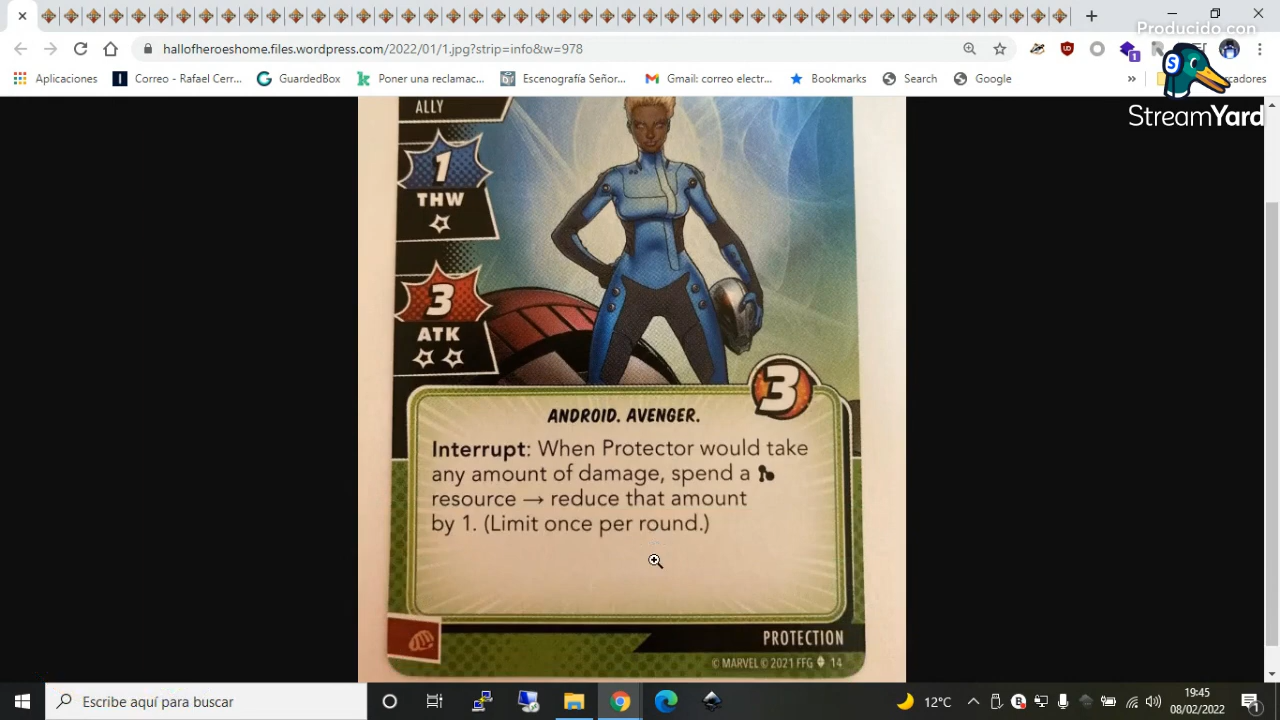 Producido con
StreamYard
hallofheroeshome.files.wordpress.com/2022/01/1.jpg?strip=info&w=978
Aplicaciones
Correo - Rafael Cerr...
GuardedBox
Poner una reclamac...
Escenografía Señor...
Gmail: correo electr...
Bookmarks
Search
Google
»
ALLY
1
THW
3
ATK
3
ANDROID. AVENGER.
Interrupt: When Protector would take
any amount of damage, spend a
resource → reduce that amount
by 1. (Limit once per round.)
PROTECTION
© MARVEL © 2021 FFG 14
Escribe aquí para buscar
12°C
19:45
08/02/2022